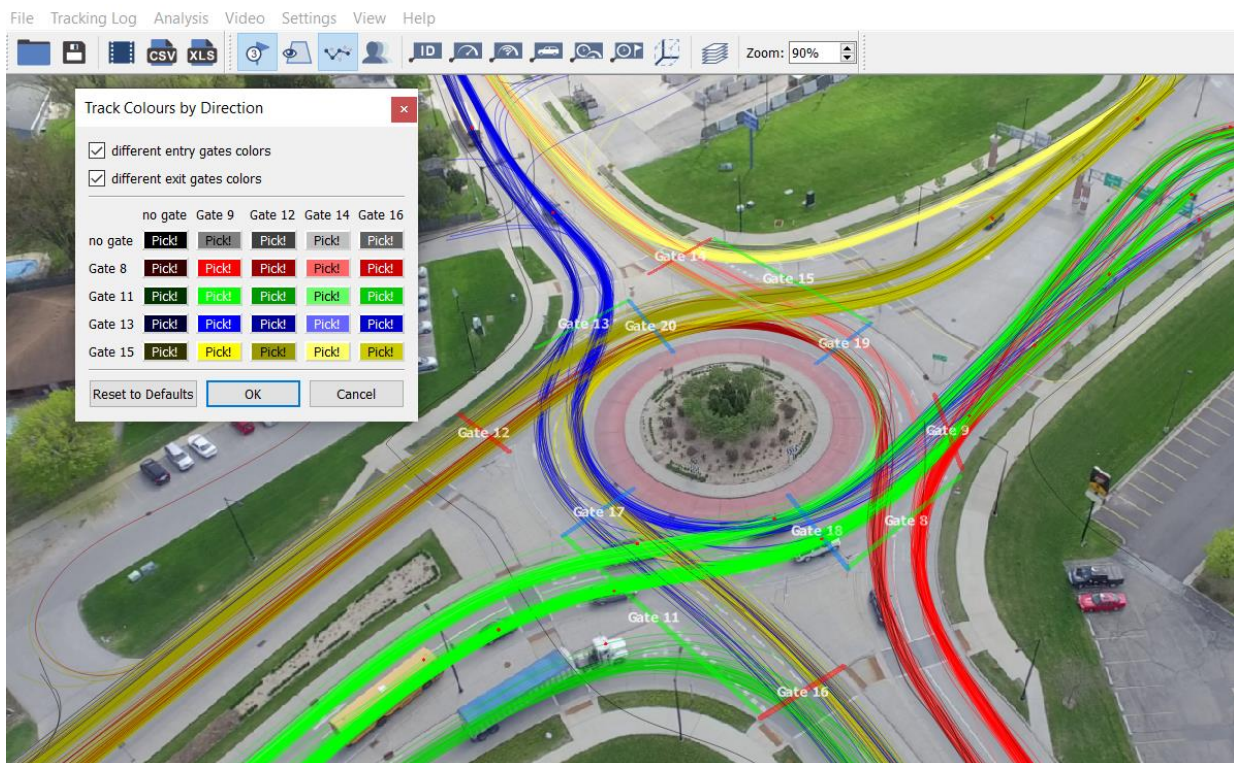 File Tracking Log Analysis Video Settings View Help
CSV XLS 3 ID Zoom: 90%
Track Colours by Direction
different entry gates colors
different exit gates colors
no gate Gate 9 Gate 12 Gate 14 Gate 16
no gate Pick! Pick! Pick! Pick! Pick!
Gate 8 Pick! Pick! Pick! Pick! Pick!
Gate 11 Pick! Pick! Pick! Pick! Pick!
Gate 13 Pick! Pick! Pick! Pick! Pick!
Gate 15 Pick! Pick! Pick! Pick! Pick!
Reset to Defaults OK Cancel
Gate 14
Gate 15
Gate 13 Gate 20
Gate 19
Gate 12
Gate 9
Gate 17
Gate 8
Gate 18
Gate 11
Gate 16